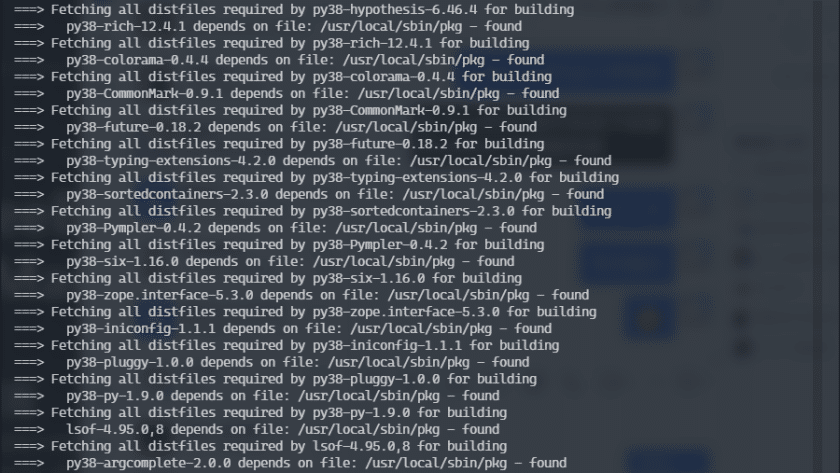 ===> Fetching all distfiles required by py38-hypothesis-6.46.4 for building
===>   py38-rich-12.4.1 depends on file: /usr/local/sbin/pkg - found
===> Fetching all distfiles required by py38-rich-12.4.1 for building
===>   py38-colorama-0.4.4 depends on file: /usr/local/sbin/pkg - found
===> Fetching all distfiles required by py38-colorama-0.4.4 for building
===>   py38-CommonMark-0.9.1 depends on file: /usr/local/sbin/pkg - found
===> Fetching all distfiles required by py38-CommonMark-0.9.1 for building
===>   py38-future-0.18.2 depends on file: /usr/local/sbin/pkg - found
===> Fetching all distfiles required by py38-future-0.18.2 for building
===>   py38-typing-extensions-4.2.0 depends on file: /usr/local/sbin/pkg - found
===> Fetching all distfiles required by py38-typing-extensions-4.2.0 for building
===>   py38-sortedcontainers-2.3.0 depends on file: /usr/local/sbin/pkg - found
===> Fetching all distfiles required by py38-sortedcontainers-2.3.0 for building
===>   py38-Pympler-0.4.2 depends on file: /usr/local/sbin/pkg - found
===> Fetching all distfiles required by py38-Pympler-0.4.2 for building
===>   py38-six-1.16.0 depends on file: /usr/local/sbin/pkg - found
===> Fetching all distfiles required by py38-six-1.16.0 for building
===>   py38-zope.interface-5.3.0 depends on file: /usr/local/sbin/pkg - found
===> Fetching all distfiles required by py38-zope.interface-5.3.0 for building
===>   py38-iniconfig-1.1.1 depends on file: /usr/local/sbin/pkg - found
===> Fetching all distfiles required by py38-iniconfig-1.1.1 for building
===>   py38-pluggy-1.0.0 depends on file: /usr/local/sbin/pkg - found
===> Fetching all distfiles required by py38-pluggy-1.0.0 for building
===>   py38-py-1.9.0 depends on file: /usr/local/sbin/pkg - found
===> Fetching all distfiles required by py38-py-1.9.0 for building
===>   lsof-4.95.0,8 depends on file: /usr/local/sbin/pkg - found
===> Fetching all distfiles required by lsof-4.95.0,8 for building
===>   py38-argcomplete-2.0.0 depends on file: /usr/local/sbin/pkg - found